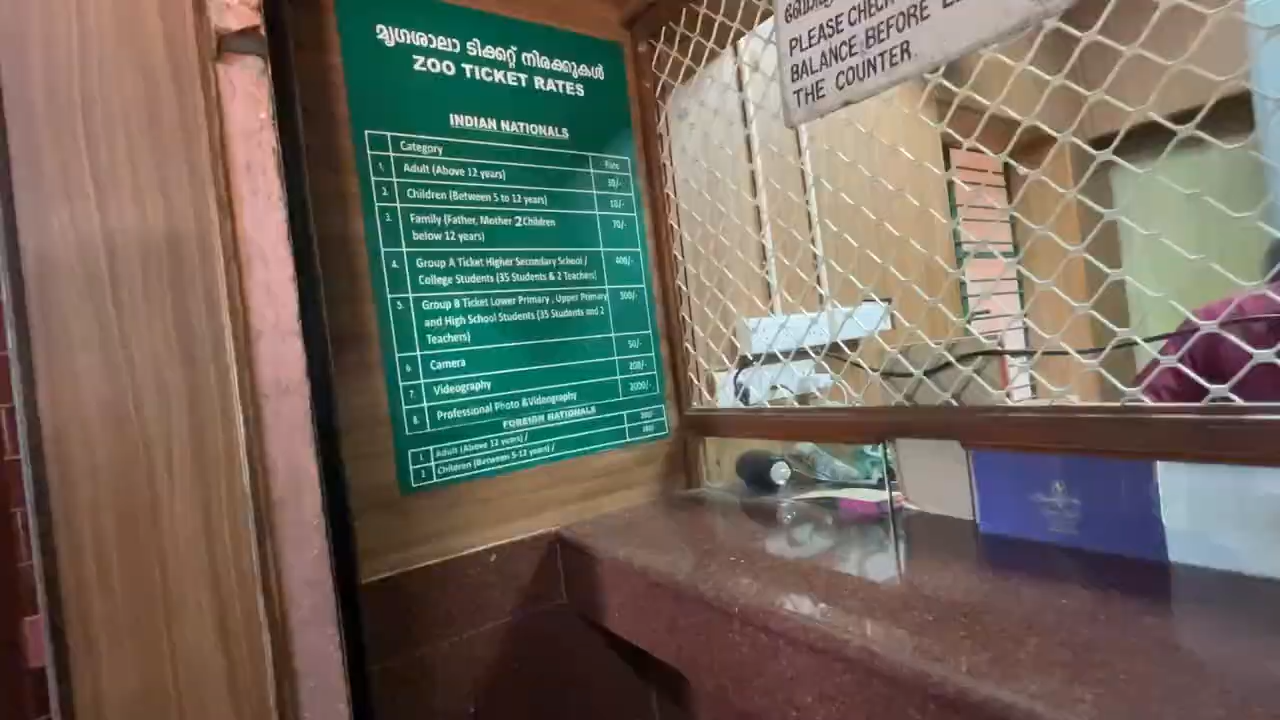 മൃഗശാലാ ടിക്കറ്റ് നിരക്കുകൾ
ZOO TICKET RATES
INDIAN NATIONALS
Category Rate
1. Adult (Above 12 years) 30/-
2. Children (Between 5 to 12 years) 10/-
3. Family (Father, Mother 2 Children 70/-
below 12 years)
4. Group A Ticket Higher Secondary School / 400/-
College Students (35 Students & 2 Teachers)
5. Group B Ticket Lower Primary , Upper Primary 300/-
and High School Students (35 Students and 2
Teachers)
6. Camera 50/-
7. Videography 200/-
8. Professional Photo &Videography 2000/-
FOREIGN NATIONALS
1. Adult (Above 12 years) /
2. Children (Between 5-12 years) /
PLEASE CHECK
BALANCE BEFORE
THE COUNTER.